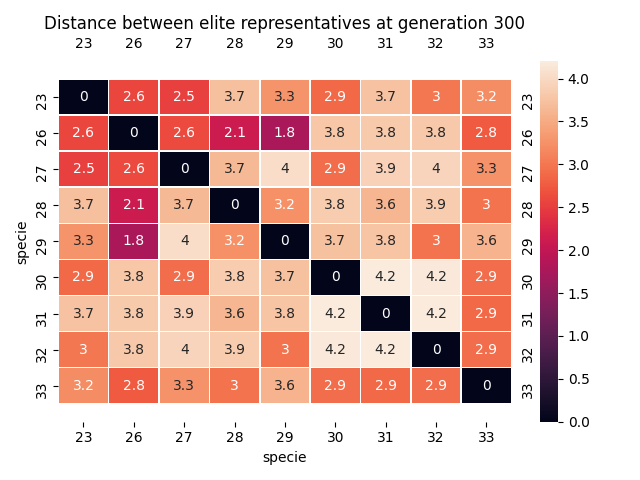 Distance between elite representatives at generation 300
23 26 27 28 29 30 31 32 33
23 0 2.6 2.5 3.7 3.3 2.9 3.7 3 3.2 23
26 2.6 0 2.6 2.1 1.8 3.8 3.8 3.8 2.8 26
27 2.5 2.6 0 3.7 4 2.9 3.9 4 3.3 27
28 3.7 2.1 3.7 0 3.2 3.8 3.6 3.9 3 28
29 3.3 1.8 4 3.2 0 3.7 3.8 3 3.6 29
30 2.9 3.8 2.9 3.8 3.7 0 4.2 4.2 2.9 30
31 3.7 3.8 3.9 3.6 3.8 4.2 0 4.2 2.9 31
32 3 3.8 4 3.9 3 4.2 4.2 0 2.9 32
33 3.2 2.8 3.3 3 3.6 2.9 2.9 2.9 0 33
23 26 27 28 29 30 31 32 33
specie
specie
4.0
3.5
3.0
2.5
2.0
1.5
1.0
0.5
0.0